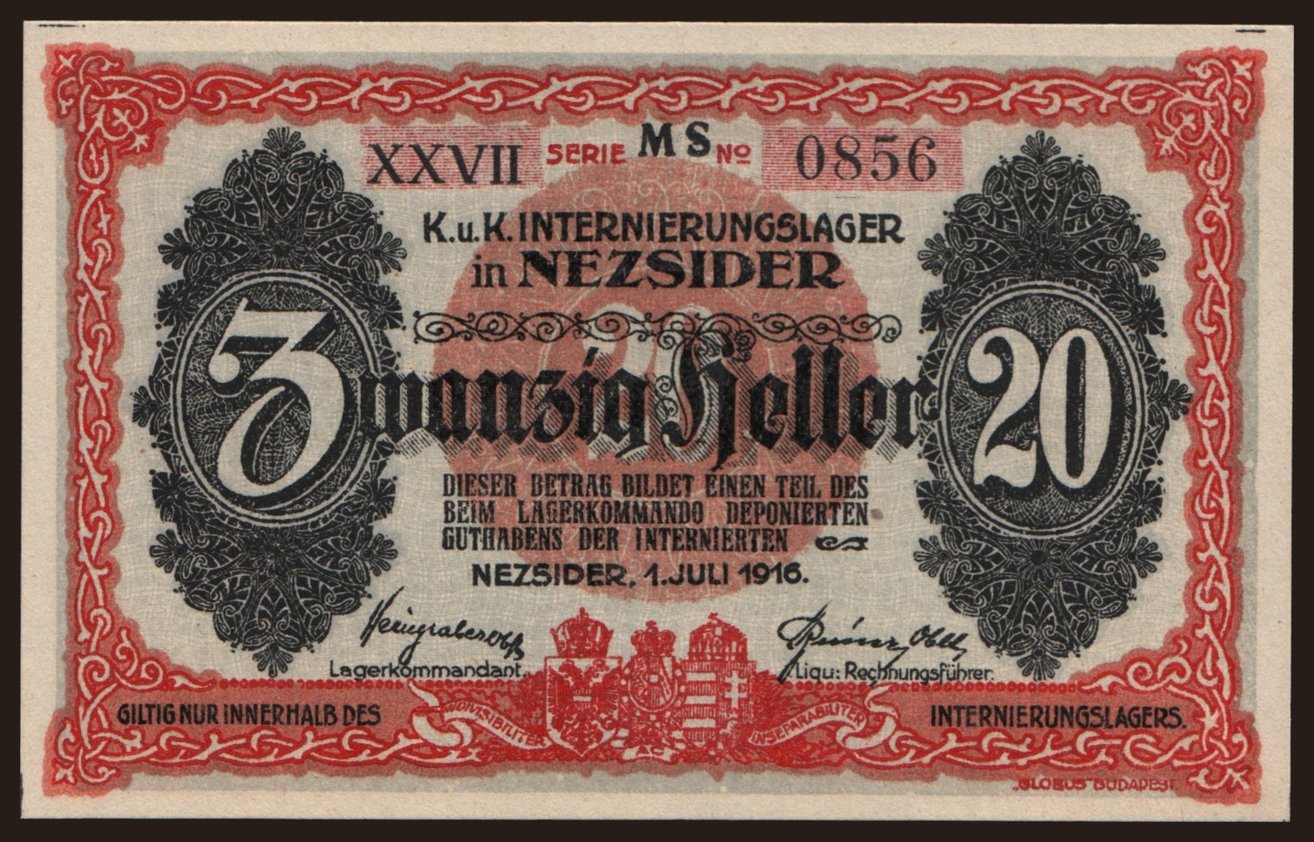 XXVII SERIE MS No 0856
K.u.K. INTERNIERUNGSLAGER
in NEZSIDER
Zwanzig Heller 20
20
DIESER BETRAG BILDET EINEN TEIL DES
BEIM LAGERKOMMANDO DEPONIERTEN
GUTHABENS DER INTERNIERTEN
NEZSIDER, 1. JULI 1916.
Lagerkommandant. Liqu: Rechnungsführer.
GILTIG NUR INNERHALB DES INTERNIERUNGSLAGERS.
INSEPARABILITER
„GLOBUS" BUDAPEST